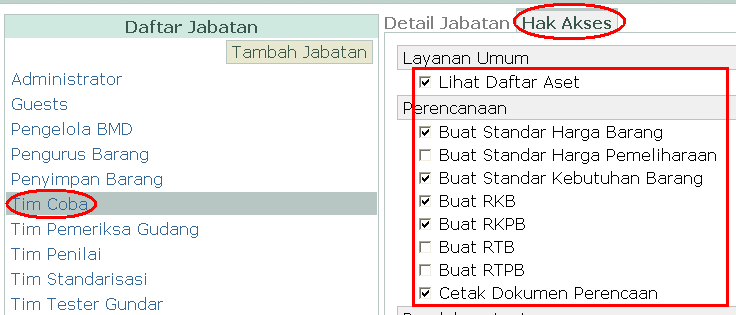 Daftar Jabatan
Tambah Jabatan
Administrator
Guests
Pengelola BMD
Pengurus Barang
Penyimpan Barang
Tim Coba
Tim Pemeriksa Gudang
Tim Penilai
Tim Standarisasi
Tim Tester Gundar
Detail Jabatan Hak Akses
Layanan Umum
Lihat Daftar Aset
Perencanaan
Buat Standar Harga Barang
Buat Standar Harga Pemeliharaan
Buat Standar Kebutuhan Barang
Buat RKB
Buat RKPB
Buat RTB
Buat RTPB
Cetak Dokumen Perencaan